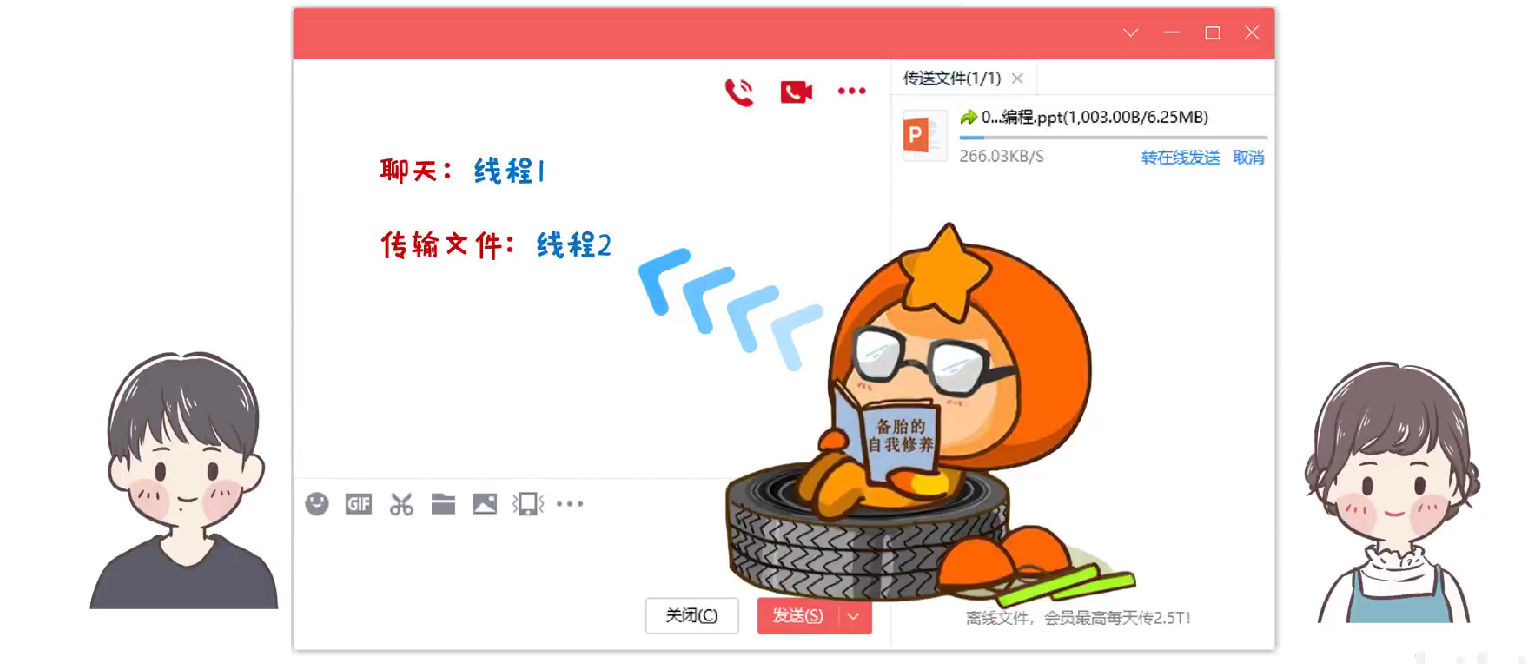 传送文件(1/1)
P
0...编程.ppt(1,003.00B/6.25MB)
266.03KB/S
转在线发送 取消
聊天：线程1
传输文件：线程2
备胎的
自我修养
GIF
关闭(C)
发送(S)
离线文件，会员最高每天传2.5T!